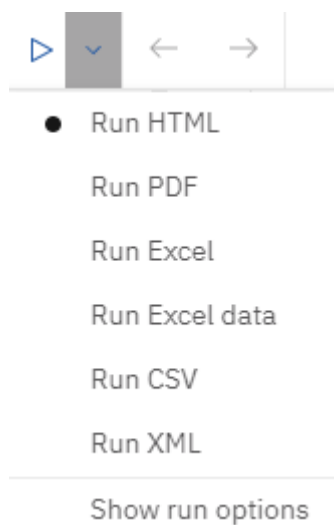 Run HTML
Run PDF
Run Excel
Run Excel data
Run CSV
Run XML
Show run options